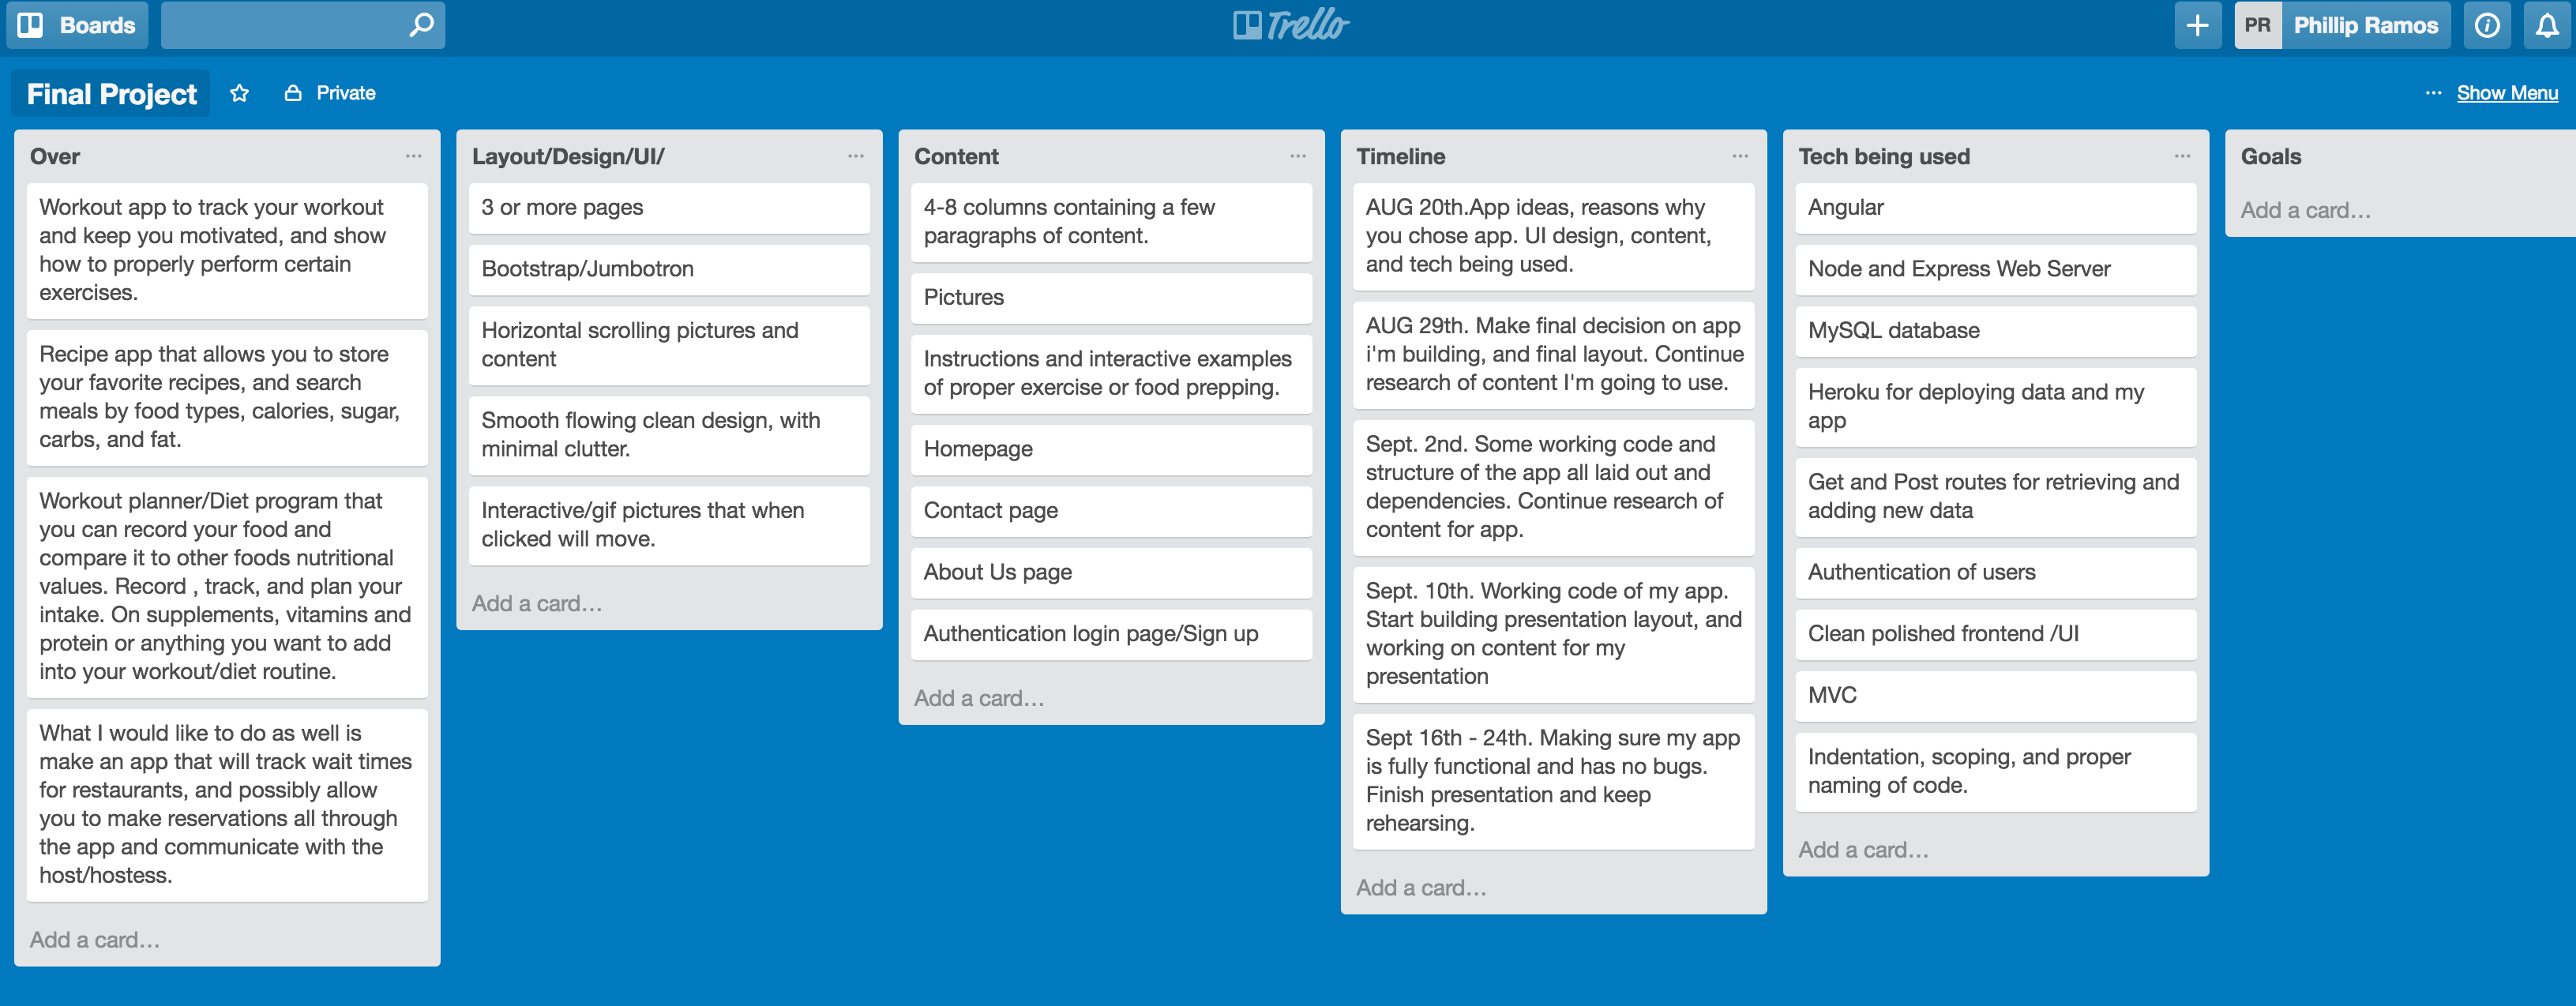 Boards
Trello
PR Phillip Ramos
Final Project
Private
... Show Menu
Over ...
Workout app to track your workout
and keep you motivated, and show
how to properly perform certain
exercises.
Recipe app that allows you to store
your favorite recipes, and search
meals by food types, calories, sugar,
carbs, and fat.
Workout planner/Diet program that
you can record your food and
compare it to other foods nutritional
values. Record , track, and plan your
intake. On supplements, vitamins and
protein or anything you want to add
into your workout/diet routine.
What I would like to do as well is
make an app that will track wait times
for restaurants, and possibly allow
you to make reservations all through
the app and communicate with the
host/hostess.
Add a card…
Layout/Design/UI/ ...
3 or more pages
Bootstrap/Jumbotron
Horizontal scrolling pictures and
content
Smooth flowing clean design, with
minimal clutter.
Interactive/gif pictures that when
clicked will move.
Add a card…
Content ...
4-8 columns containing a few
paragraphs of content.
Pictures
Instructions and interactive examples
of proper exercise or food prepping.
Homepage
Contact page
About Us page
Authentication login page/Sign up
Add a card…
Timeline ...
AUG 20th.App ideas, reasons why
you chose app. UI design, content,
and tech being used.
AUG 29th. Make final decision on app
i'm building, and final layout. Continue
research of content I'm going to use.
Sept. 2nd. Some working code and
structure of the app all laid out and
dependencies. Continue research of
content for app.
Sept. 10th. Working code of my app.
Start building presentation layout, and
working on content for my
presentation
Sept 16th - 24th. Making sure my app
is fully functional and has no bugs.
Finish presentation and keep
rehearsing.
Add a card…
Tech being used ...
Angular
Node and Express Web Server
MySQL database
Heroku for deploying data and my
app
Get and Post routes for retrieving and
adding new data
Authentication of users
Clean polished frontend /UI
MVC
Indentation, scoping, and proper
naming of code.
Add a card…
Goals
Add a card…